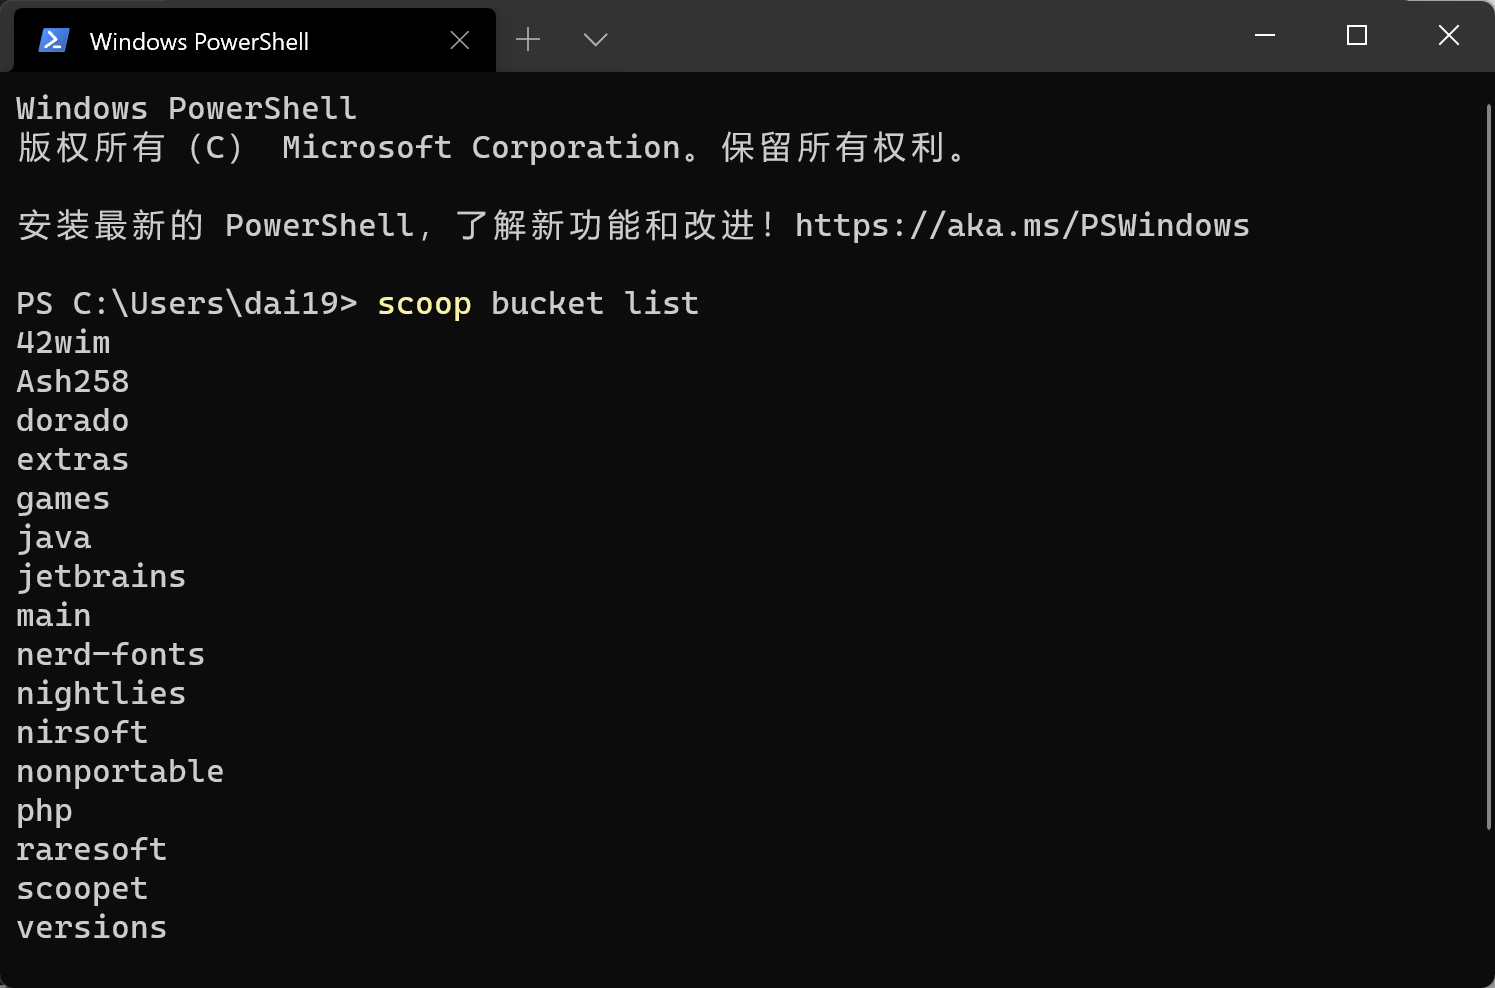 Windows PowerShell
Windows PowerShell
版权所有 (C) Microsoft Corporation。保留所有权利。
安装最新的 PowerShell，了解新功能和改进！https://aka.ms/PSWindows
PS C:\Users\dai19> scoop bucket list
42wim
Ash258
dorado
extras
games
java
jetbrains
main
nerd-fonts
nightlies
nirsoft
nonportable
php
raresoft
scoopet
versions